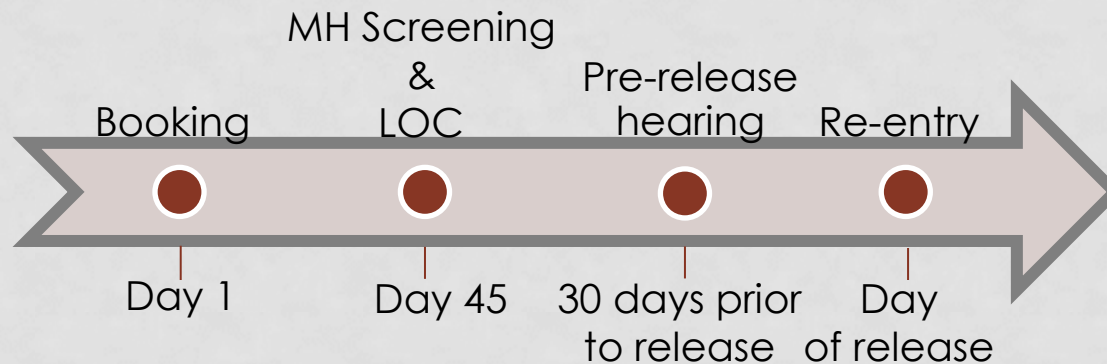 MH Screening
&
LOC
Booking
Pre-release
hearing
Re-entry
Day 1
Day 45
30 days prior
to release
Day
of release